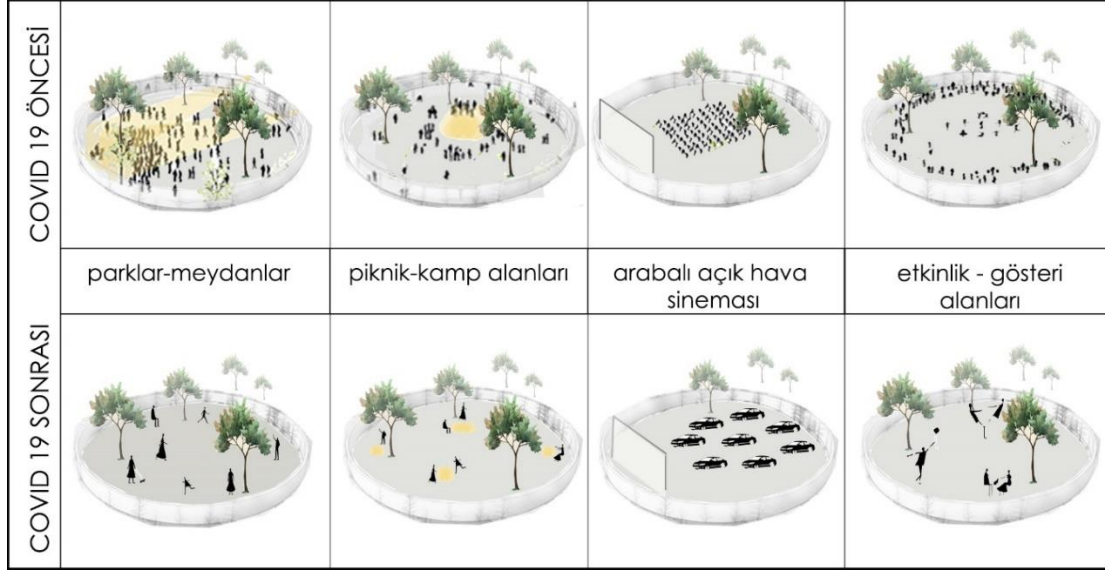 COVID 19 ÖNCESİ
parklar-meydanlar
piknik-kamp alanları
arabalı açık hava
sineması
etkinlik - gösteri
alanları
COVID 19 SONRASI